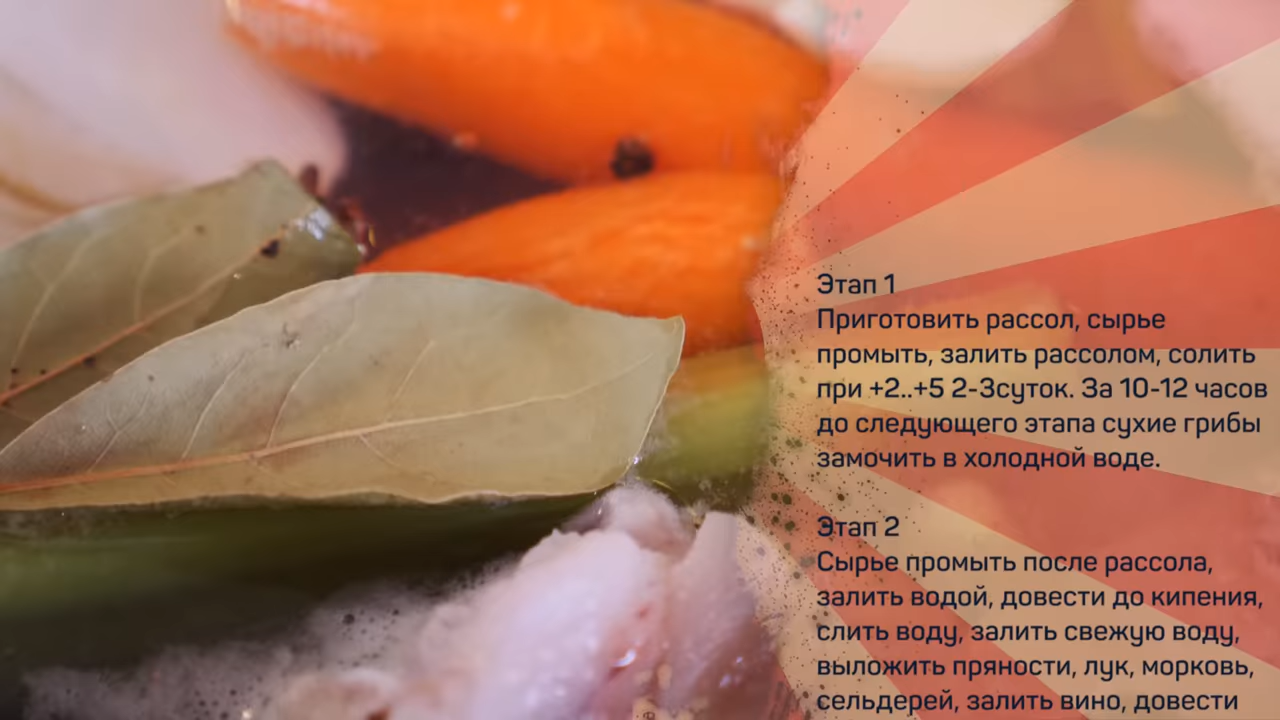 Этап 1
Приготовить рассол, сырье
промыть, залить рассолом, солить
при +2..+5 2-3суток. За 10-12 часов
до следующего этапа сухие грибы
замочить в холодной воде.
Этап 2
Сырье промыть после рассола,
залить водой, довести до кипения,
слить воду, залить свежую воду,
выложить пряности, лук, морковь,
сельдерей, залить вино, довести